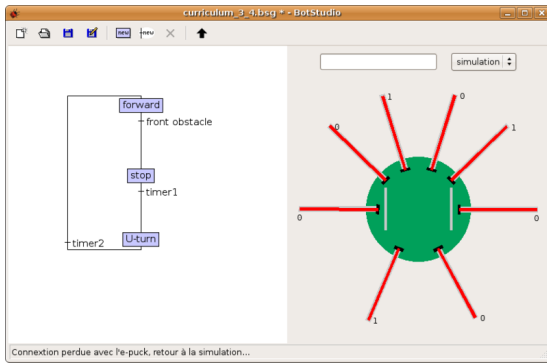 curriculum_3_4.bsg * - BotStudio
new new
simulation
forward
front obstacle
stop
timer1
U-turn
timer2
1
0
0
1
0
0
1
0
Connextion perdue avec l'e-puck, retour à la simulation...